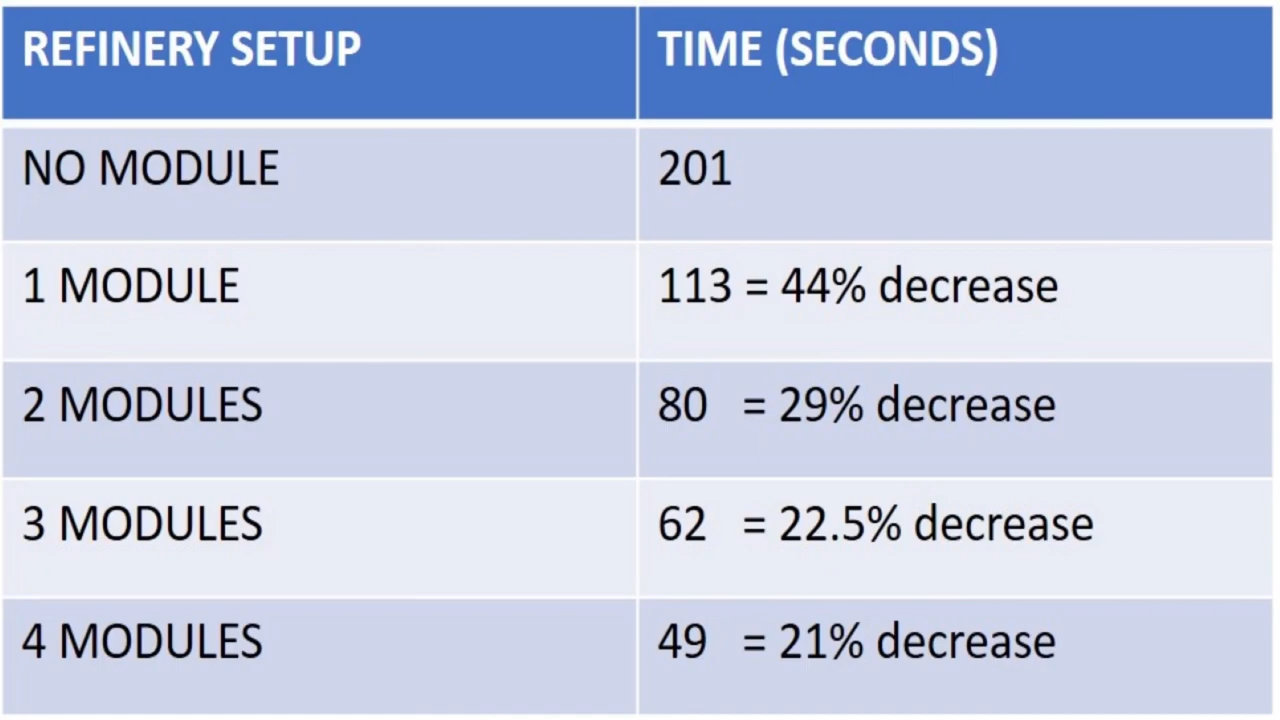 REFINERY SETUP TIME (SECONDS)
NO MODULE 201
1 MODULE 113 = 44% decrease
2 MODULES 80 = 29% decrease
3 MODULES 62 = 22.5% decrease
4 MODULES 49 = 21% decrease